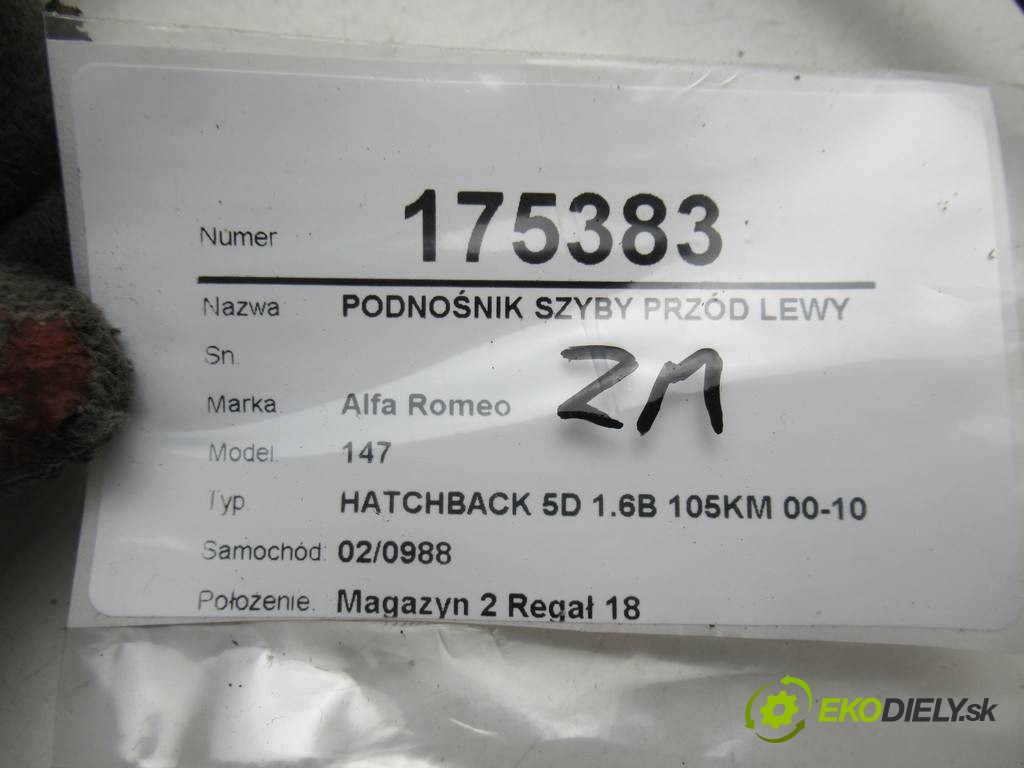 Numer 175383
Nazwa PODNOŚNIK SZYBY PRZÓD LEWY
Sn
Marka Alfa Romeo
Model. 147
Typ HATCHBACK 5D 1.6B 105KM 00-10
Samochód: 02/0988
Położenie. Magazyn 2 Regał 18
EKODIELY.sk